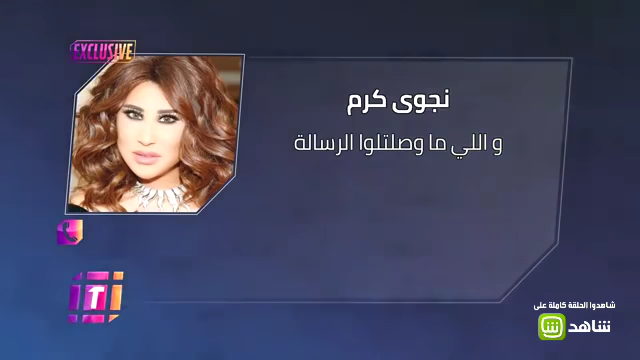 EXCLUSIVE
نجوى كرم
و اللي ما وصلتلوا الرسالة
T
شاهدوا الحلقة كاملة على
شاهد